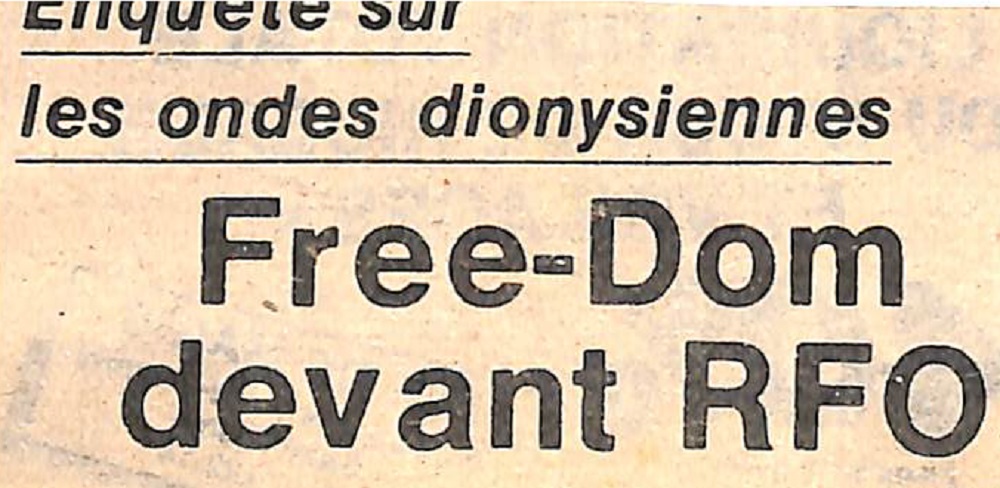 Enquête sur
les ondes dionysiennes
Free-Dom
devant RFO